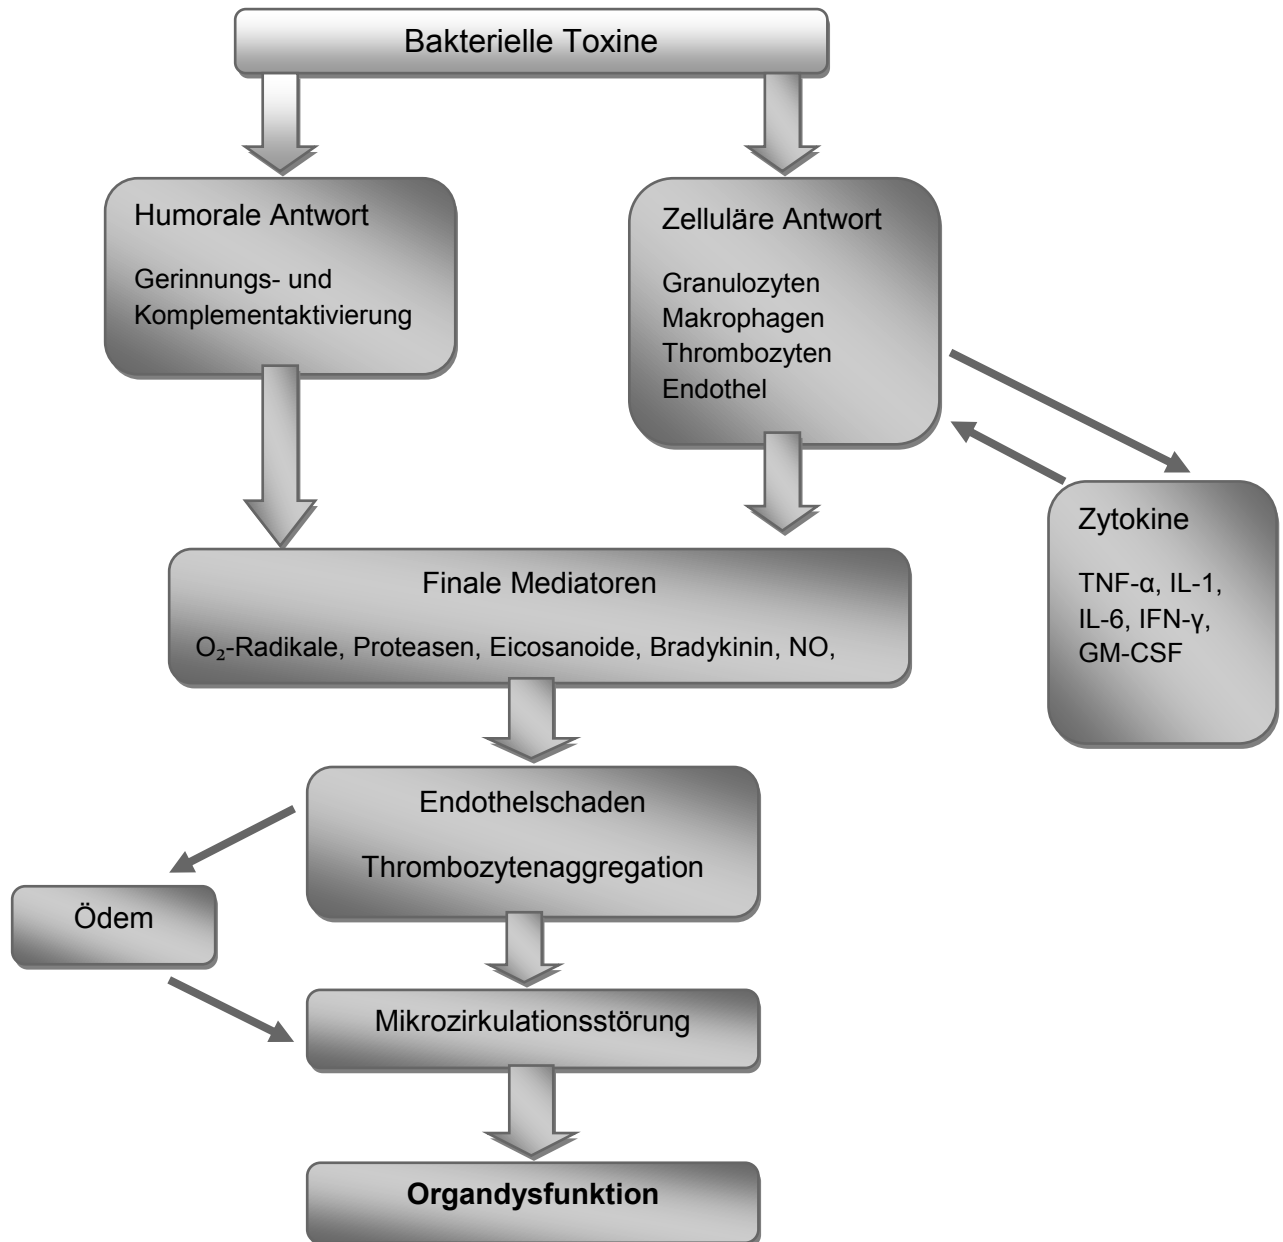 Bakterielle Toxine
Humorale Antwort
Gerinnungs- und
Komplementaktivierung
Zelluläre Antwort
Granulozyten
Makrophagen
Thrombozyten
Endothel
Zytokine
TNF-α, IL-1,
IL-6, IFN-γ,
GM-CSF
Finale Mediatoren
O₂-Radikale, Proteasen, Eicosanoide, Bradykinin, NO,
Endothelschaden
Thrombozytenaggregation
Ödem
Mikrozirkulationsstörung
Organdysfunktion